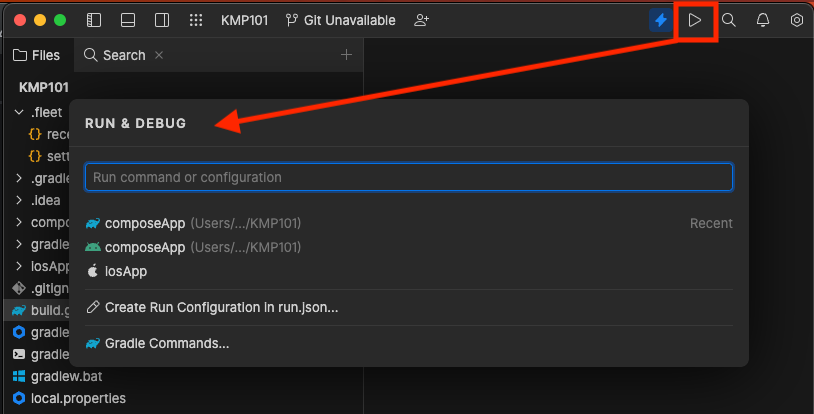 KMP101 Git Unavailable
Files Search
KMP101
.fleet
RUN & DEBUG
{} rece
{} sett
Run command or configuration
.gradle
.idea
compo
composeApp (Users/.../KMP101) Recent
gradle
composeApp (Users/.../KMP101)
iosApp
iosApp
.gitign
build.g
Create Run Configuration in run.json...
gradle
gradle
Gradle Commands...
gradlew.bat
local.properties